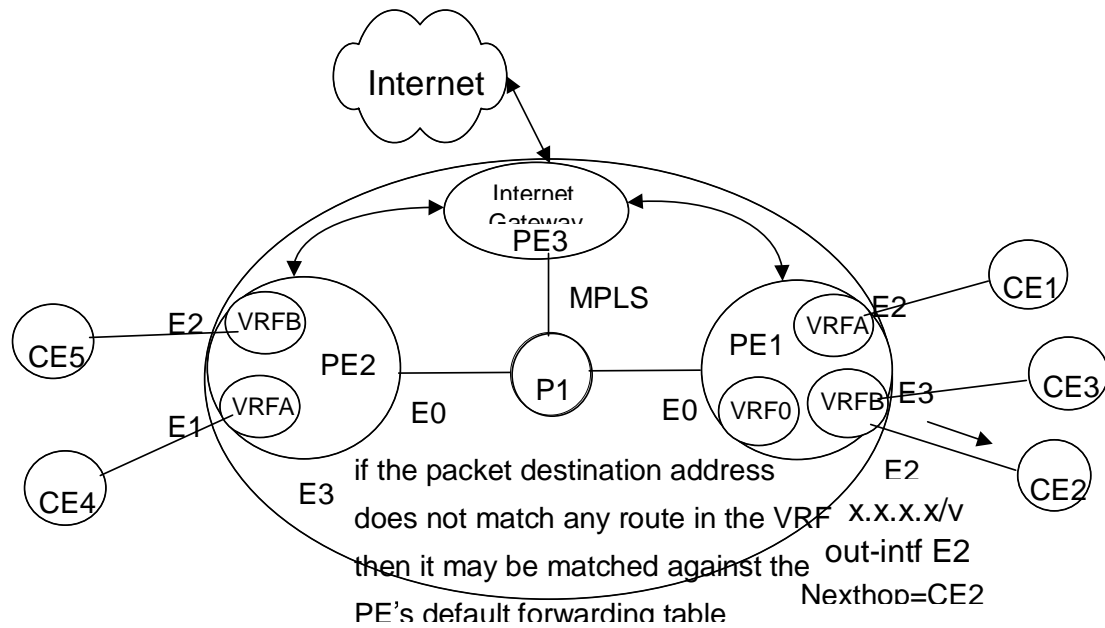 Internet
Internet
Gateway
PE3
MPLS
CE1
E2
VRFA
PE1
E2
VRFB
CE5
PE2
P1
CE3
E3
VRFB
VRF0
E0
E0
VRFA
E1
CE4
E2
CE2
E3
if the packet destination address
does not match any route in the VRF
then it may be matched against the
PE's default forwarding table
x.x.x.x/v
out-intf E2
Nexthop=CE2